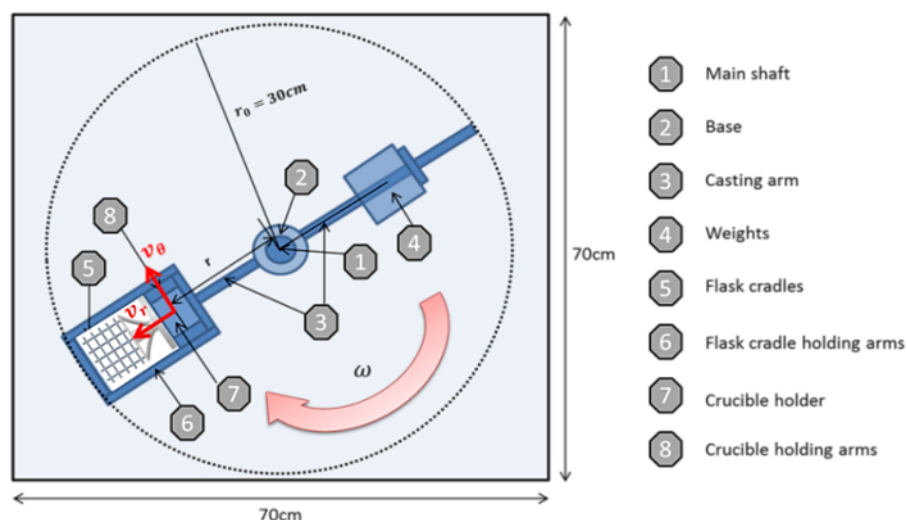 r₀ = 30cm
2
8
v_θ
5
r
1
4
v_r
3
ω
7
6
70cm
70cm
1 Main shaft
2 Base
3 Casting arm
4 Weights
5 Flask cradles
6 Flask cradle holding arms
7 Crucible holder
8 Crucible holding arms